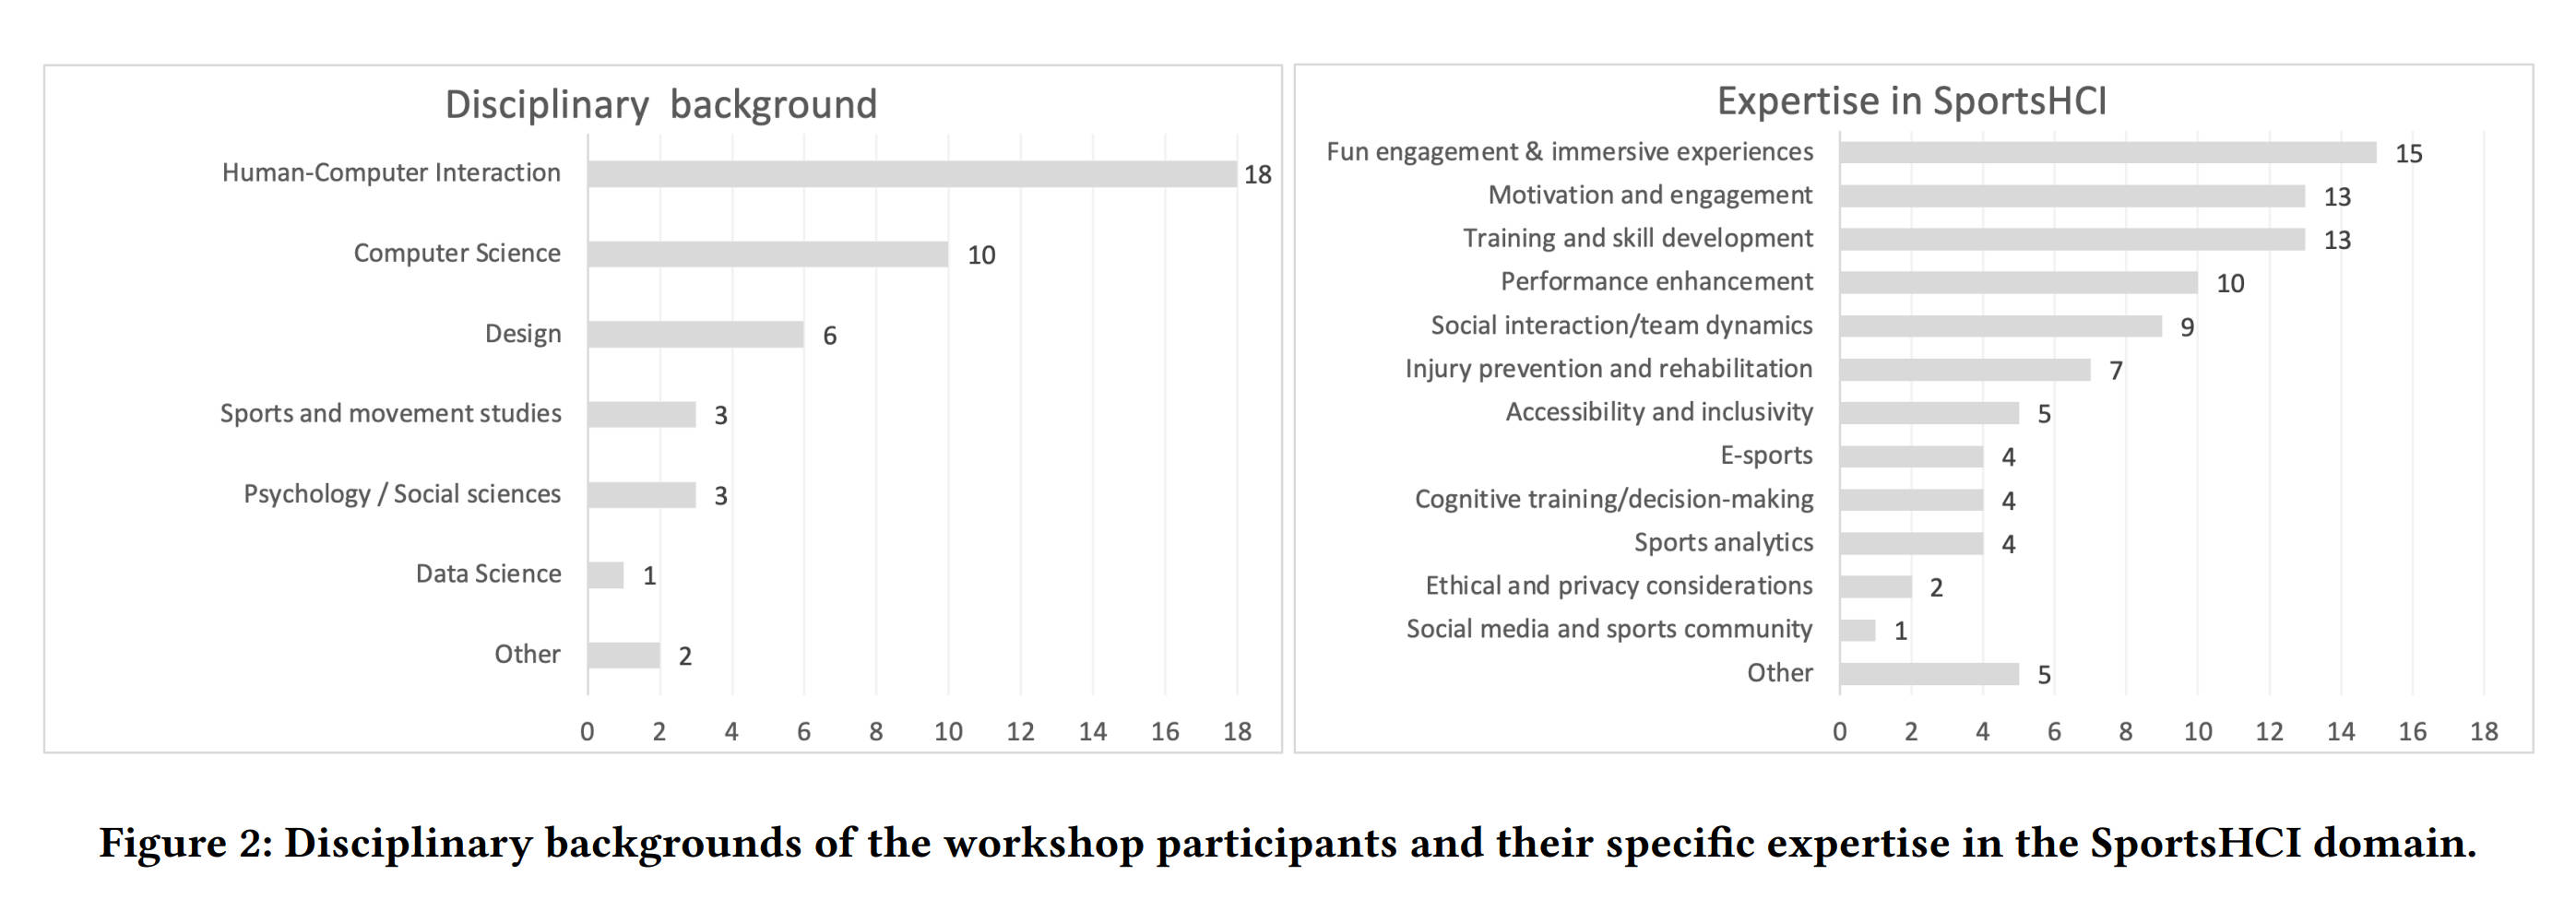 Disciplinary background
Human-Computer Interaction 18
Computer Science 10
Design 6
Sports and movement studies 3
Psychology / Social sciences 3
Data Science 1
Other 2
0 2 4 6 8 10 12 14 16 18
Expertise in SportsHCI
Fun engagement & immersive experiences 15
Motivation and engagement 13
Training and skill development 13
Performance enhancement 10
Social interaction/team dynamics 9
Injury prevention and rehabilitation 7
Accessibility and inclusivity 5
E-sports 4
Cognitive training/decision-making 4
Sports analytics 4
Ethical and privacy considerations 2
Social media and sports community 1
Other 5
0 2 4 6 8 10 12 14 16 18
Figure 2: Disciplinary backgrounds of the workshop participants and their specific expertise in the SportsHCI domain.